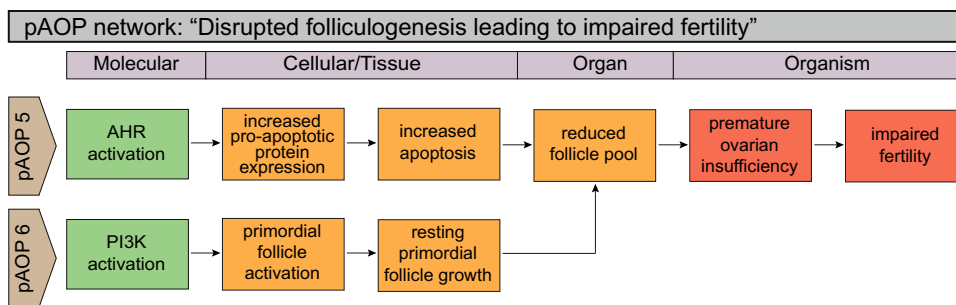 pAOP network: “Disrupted folliculogenesis leading to impaired fertility”
Molecular
Cellular/Tissue
Organ
Organism
pAOP 5
AHR
activation
increased
pro-apoptotic
protein
expression
increased
apoptosis
reduced
follicle pool
premature
ovarian
insufficiency
impaired
fertility
pAOP 6
PI3K
activation
primordial
follicle
activation
resting
primordial
follicle growth